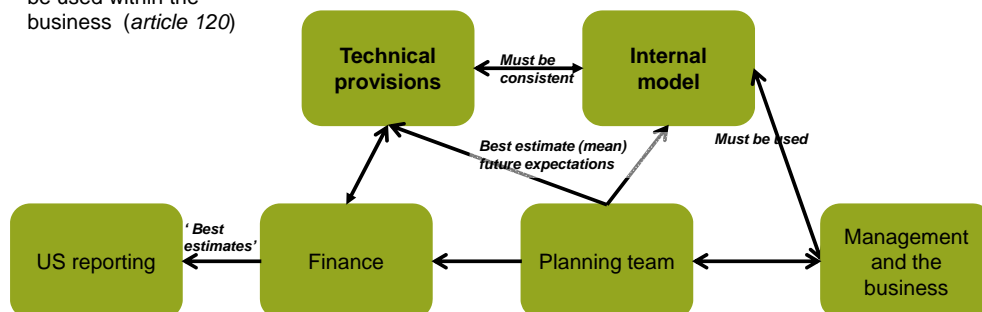 be used within the
business (article 120)
Technical
provisions
Must be
consistent
Internal
model
Best estimate (mean)
future expectations
Must be used
US reporting
‘ Best
estimates’
Finance
Planning team
Management
and the
business